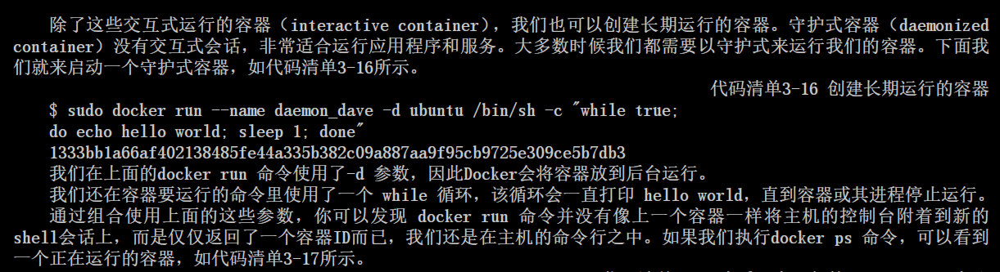 除了这些交互式运行的容器（interactive container），我们也可以创建长期运行的容器。守护式容器（daemonized
container）没有交互式会话，非常适合运行应用程序和服务。大多数时候我们都需要以守护式来运行我们的容器。下面我
们就来启动一个守护式容器，如代码清单3-16所示。
代码清单3-16 创建长期运行的容器
$ sudo docker run --name daemon_dave -d ubuntu /bin/sh -c "while true;
do echo hello world; sleep 1; done"
1333bb1a66af402138485fe44a335b382c09a887aa9f95cb9725e309ce5b7db3
我们在上面的docker run 命令使用了-d 参数，因此Docker会将容器放到后台运行。
我们还在容器要运行的命令里使用了一个 while 循环，该循环会一直打印 hello world，直到容器或其进程停止运行。
通过组合使用上面的这些参数，你可以发现 docker run 命令并没有像上一个容器一样将主机的控制台附着到新的
shell会话上，而是仅仅返回了一个容器ID而已，我们还是在主机的命令行之中。如果我们执行docker ps 命令，可以看到
一个正在运行的容器，如代码清单3-17所示。